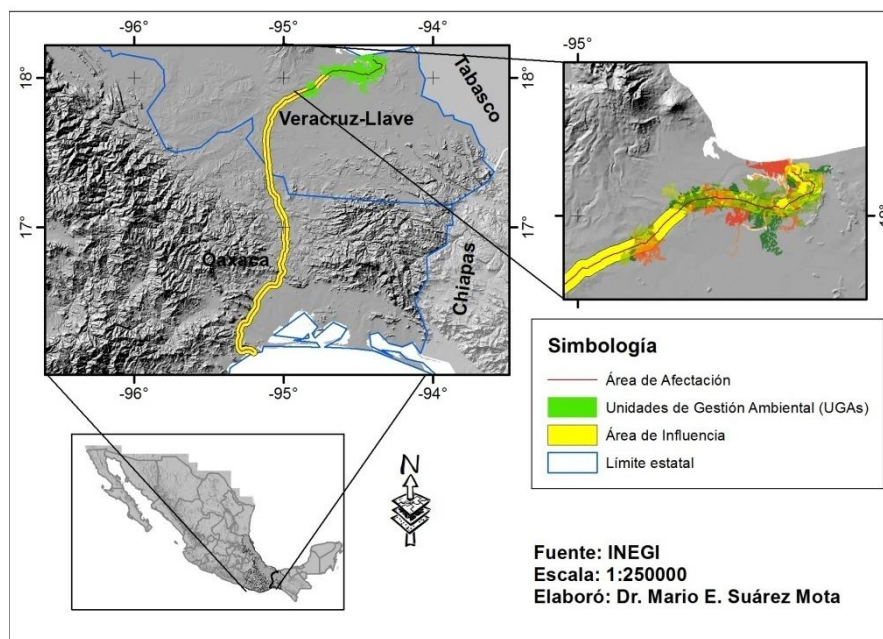 -96°
-95°
-94°
18°
17°
18°
17°
Tabasco
Veracruz-Llave
Oaxaca
Chiapas
-96°
-95°
-94°
-95°
18°
Simbología
Área de Afectación
Unidades de Gestión Ambiental (UGAs)
Área de Influencia
Límite estatal
N
Fuente: INEGI
Escala: 1:250000
Elaboró: Dr. Mario E. Suárez Mota